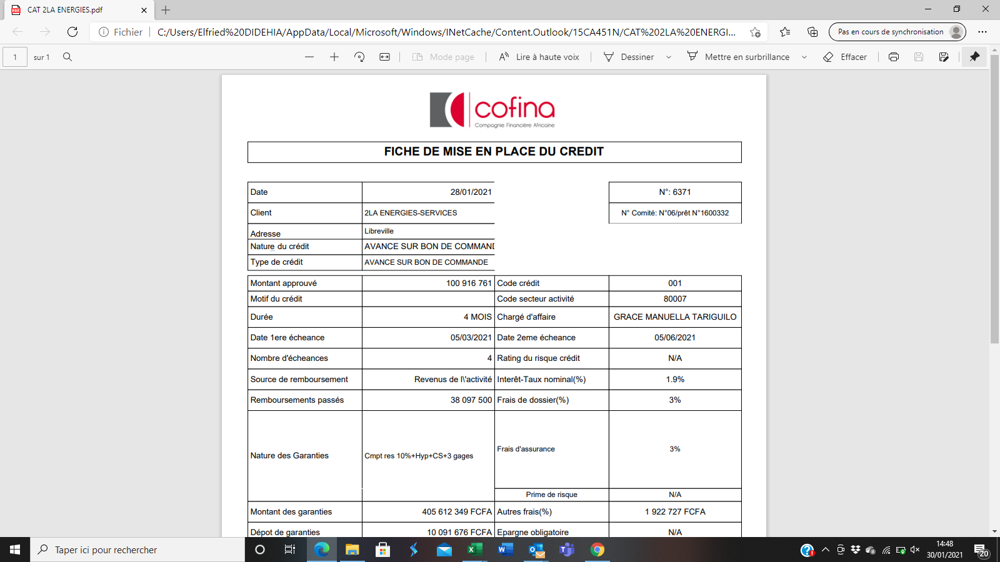 CAT 2LA ENERGIES.pdf
Fichier C:/Users/Elfried%20DIDEHIA/AppData/Local/Microsoft/Windows/INetCache/Content.Outlook/15CA451N/CAT%202LA%20ENERGI... Pas en cours de synchronisation
1 sur 1 Mode page Lire à haute voix Dessiner Mettre en surbrillance Effacer
cofina
Compagnie Financière Africaine
FICHE DE MISE EN PLACE DU CREDIT
Date 28/01/2021 N°: 6371
Client 2LA ENERGIES-SERVICES N° Comité: N°06/prêt N°1600332
Adresse Libreville
Nature du crédit AVANCE SUR BON DE COMMAND
Type de crédit AVANCE SUR BON DE COMMANDE
Montant approuvé 100 916 761 Code crédit 001
Motif du crédit Code secteur activité 80007
Durée 4 MOIS Chargé d'affaire GRACE MANUELLA TARIGUILO
Date 1ere écheance 05/03/2021 Date 2eme écheance 05/06/2021
Nombre d'écheances 4 Rating du risque crédit N/A
Source de remboursement Revenus de l\'activité Interêt-Taux nominal(%) 1.9%
Remboursements passés 38 097 500 Frais de dossier(%) 3%
Nature des Garanties Cmpt res 10%+Hyp+CS+3 gages Frais d'assurance 3%
Prime de risque N/A
Montant des garanties 405 612 349 FCFA Autres frais(%) 1 922 727 FCFA
Dépot de garanties 10 091 676 FCFA Epargne obligatoire N/A
Taper ici pour rechercher
14:48
30/01/2021
20